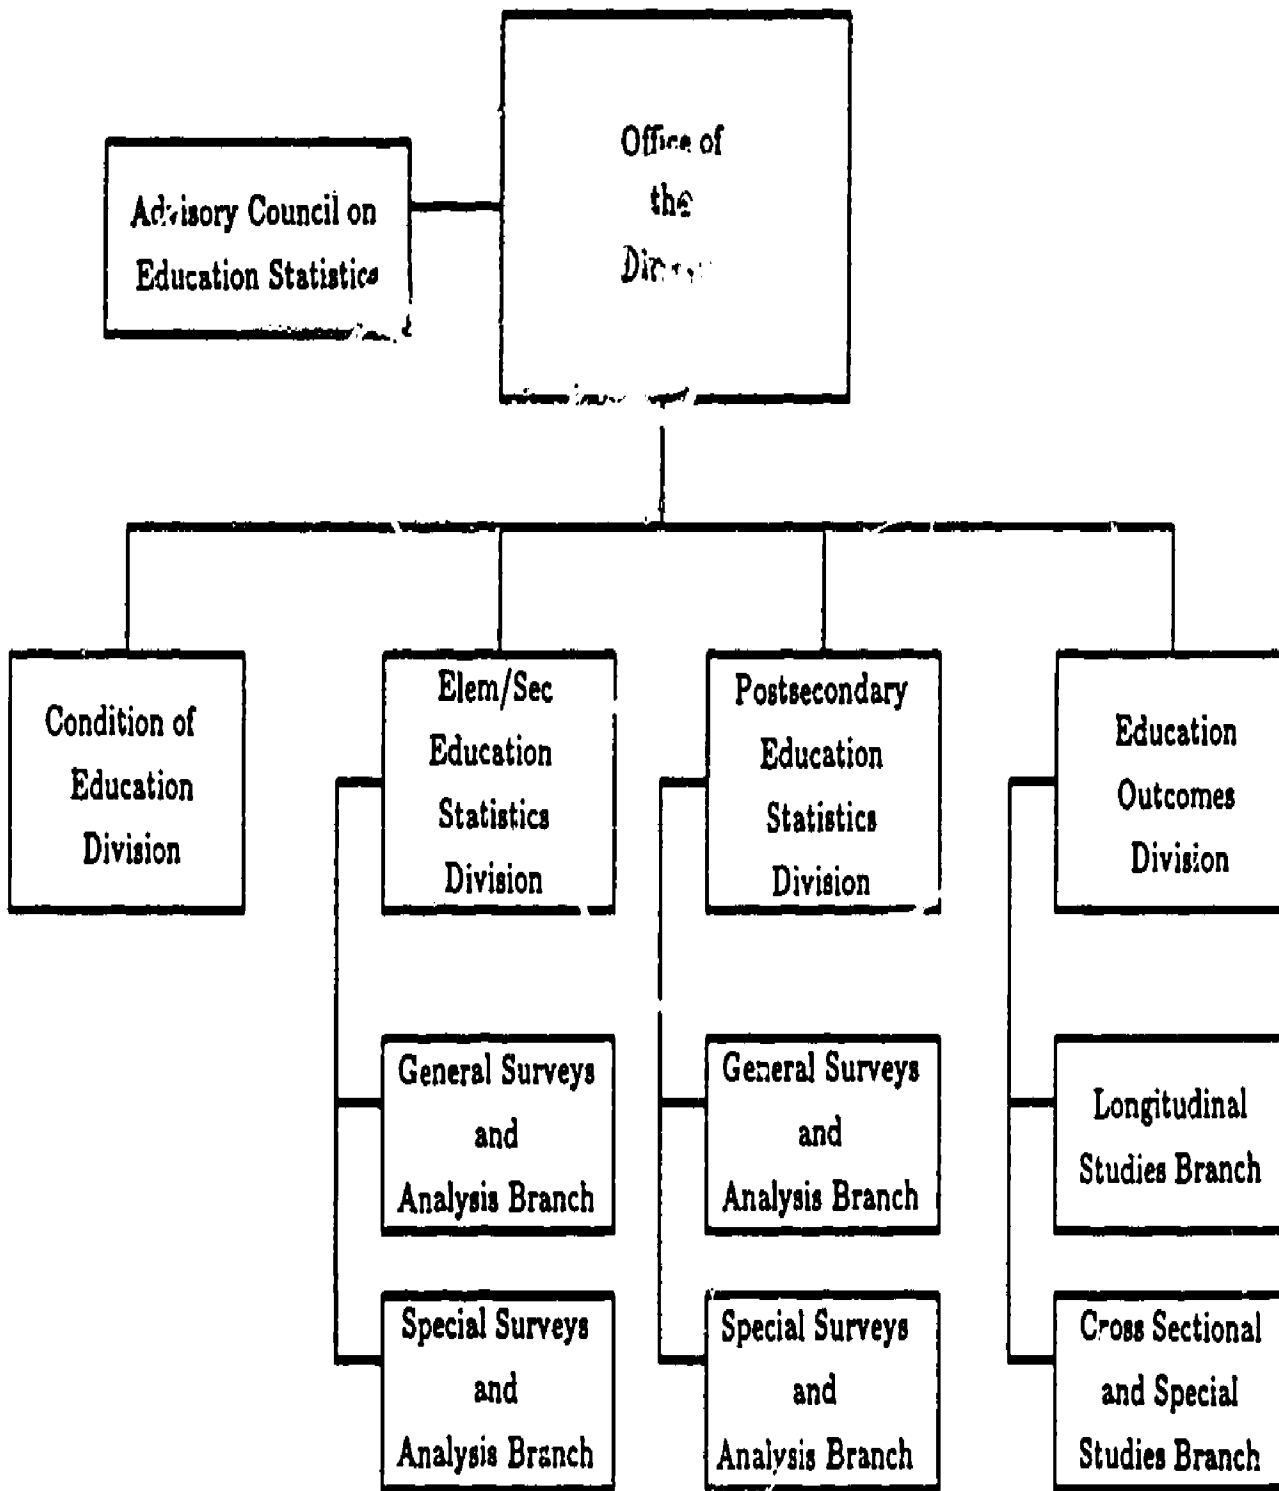 Office of
the
Advisory Council on
Education Statistics
Condition of
Education
Division
Elem/Sec
Education
Statistics
Division
Postsecondary
Education
Statistics
Division
Education
Outcomes
Division
General Surveys
and
Analysis Branch
General Surveys
and
Analysis Branch
Longitudinal
Studies Branch
Special Surveys
and
Analysis Branch
Special Surveys
and
Analysis Branch
Cross Sectional
and Special
Studies Branch